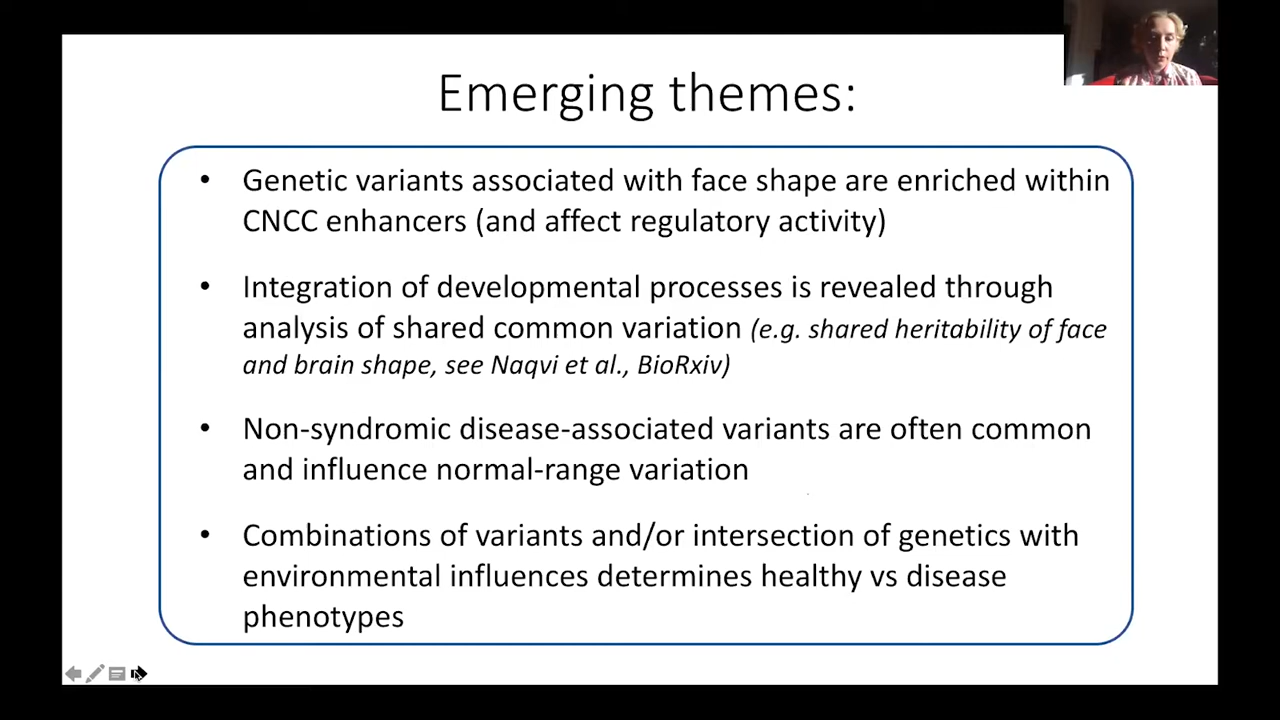 Emerging themes:
• Genetic variants associated with face shape are enriched within
CNCC enhancers (and affect regulatory activity)
• Integration of developmental processes is revealed through
analysis of shared common variation (e.g. shared heritability of face
and brain shape, see Naqvi et al., BioRxiv)
• Non-syndromic disease-associated variants are often common
and influence normal-range variation
• Combinations of variants and/or intersection of genetics with
environmental influences determines healthy vs disease
phenotypes